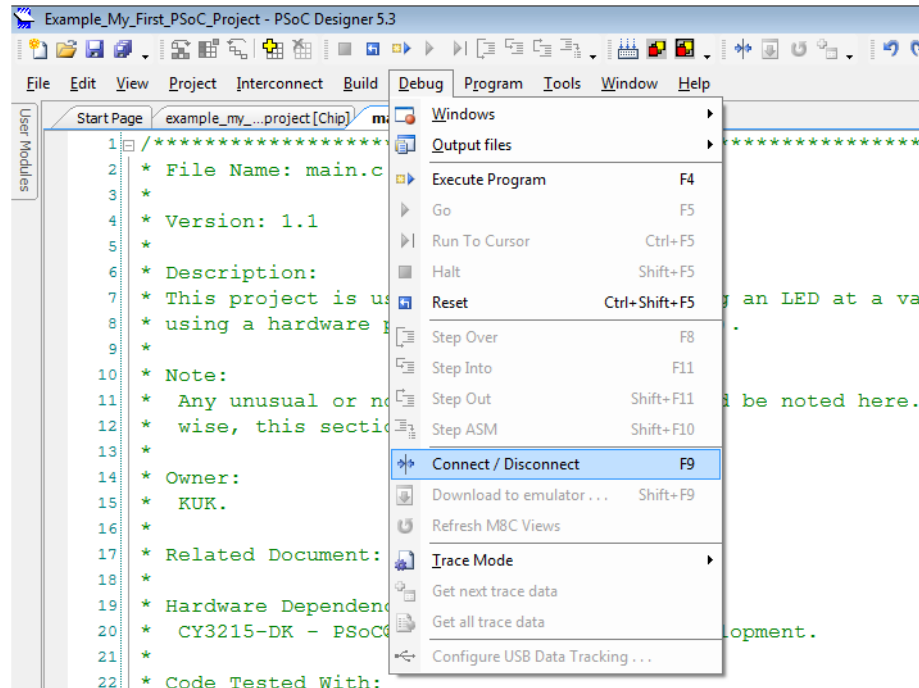 Example_My_First_PSoC_Project - PSoC Designer 5.3
File Edit View Project Interconnect Build Debug Program Tools Window Help
Start Page example_my_...project [Chip]
User Modules
Windows
Output files
Execute Program F4
Go F5
Run To Cursor Ctrl+F5
Halt Shift+F5
Reset Ctrl+Shift+F5
Step Over F8
Step Into F11
Step Out Shift+F11
Step ASM Shift+F10
Connect / Disconnect F9
Download to emulator . . . Shift+F9
Refresh M8C Views
Trace Mode
Get next trace data
Get all trace data
Configure USB Data Tracking . . .
1 /******************* ****************
2 * File Name: main.c
3 *
4 * Version: 1.1
5 *
6 * Description:
7 * This project is an LED at a
8 * using a hardware .
9 *
10 * Note:
11 * Any unusual or be noted here.
12 * wise, this
13 *
14 * Owner:
15 * KUK.
16 *
17 * Related Document:
18 *
19 * Hardware
20 * CY3215-DK - PSoC
21 *
22 * Code Tested With: